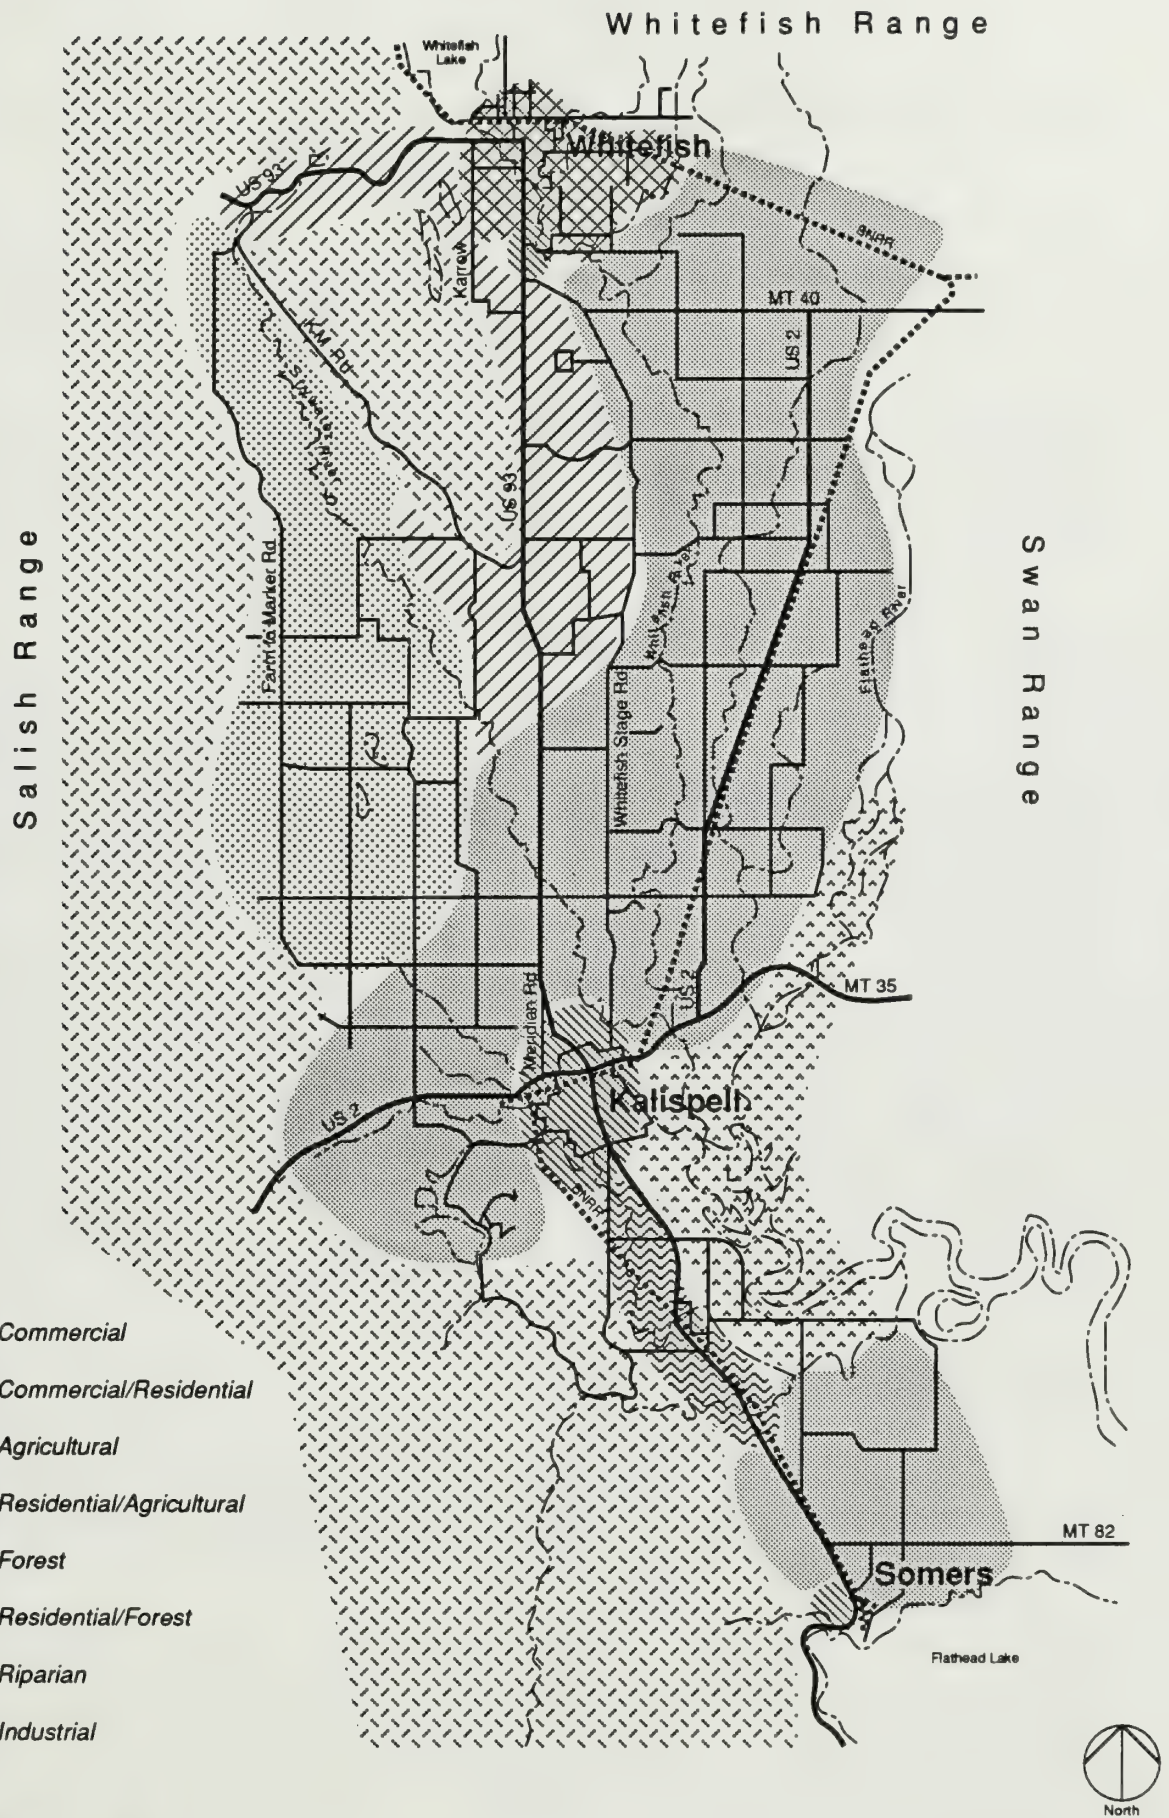 Whitefish Range
Whitefish
Lake
Whitefish
US 93
BNRR
Karrow
MT 40
KM Rd
US 2
Stillwater River
US 93
Salish Range
Swan Range
Farm to Marker Rd
Whitefish River
Flathead River
Whitefish Stage Rd
MT 35
US 2
Meridian Rd
Kalispell
US 2
BNRR
Commercial
Commercial/Residential
Agricultural
Residential/Agricultural
Forest
MT 82
Somers
Residential/Forest
Flathead Lake
Riparian
Industrial
North